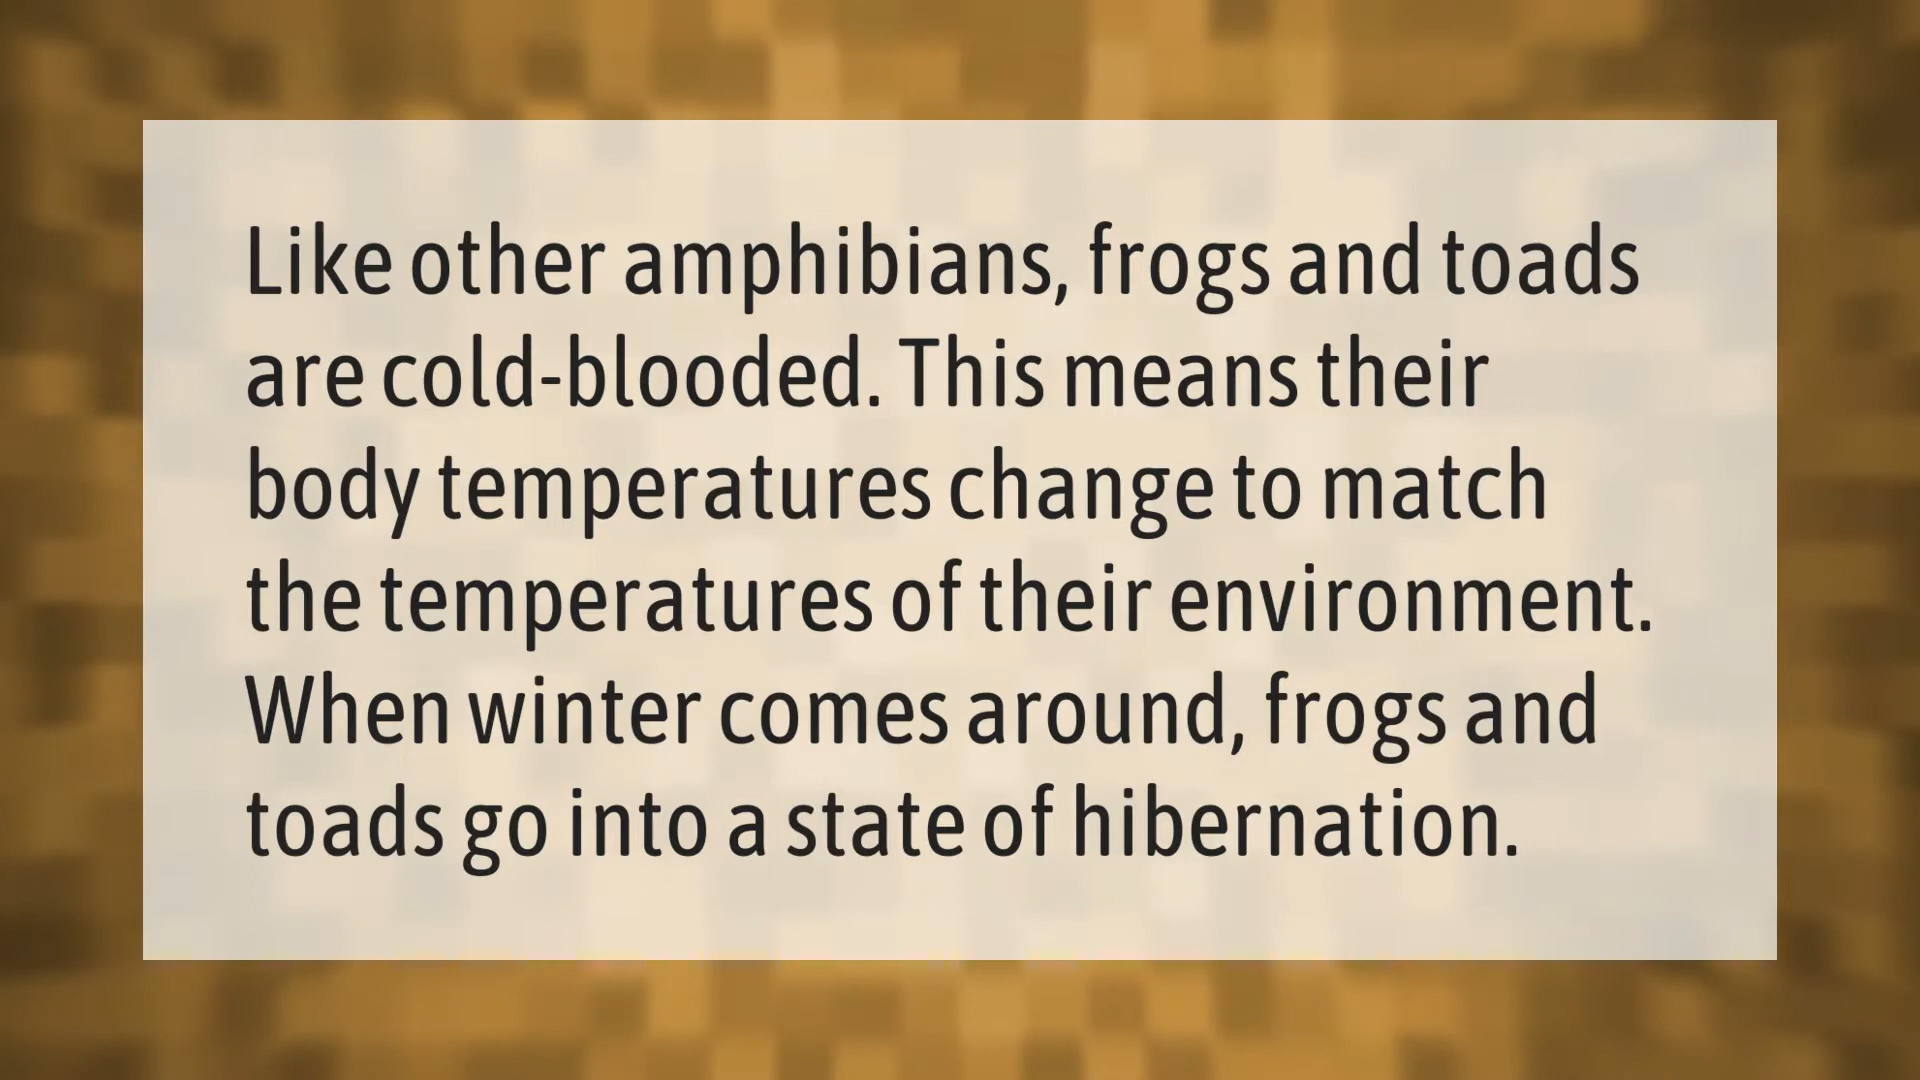 Like other amphibians, frogs and toads
are cold-blooded. This means their
body temperatures change to match
the temperatures of their environment.
When winter comes around, frogs and
toads go into a state of hibernation.